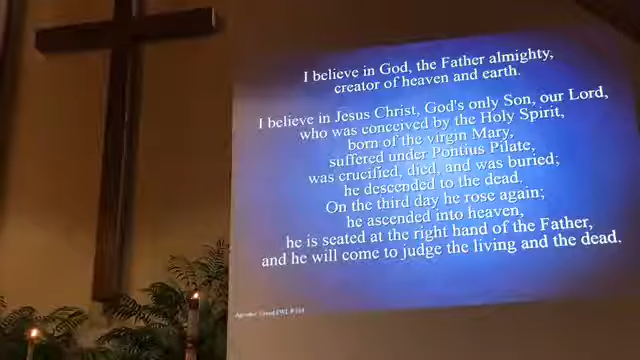 I believe in God, the Father almighty,
creator of heaven and earth.
I believe in Jesus Christ, God's only Son, our Lord,
who was conceived by the Holy Spirit,
born of the virgin Mary,
suffered under Pontius Pilate,
was crucified, died, and was buried;
he descended to the dead.
On the third day he rose again;
he ascended into heaven,
he is seated at the right hand of the Father,
and he will come to judge the living and the dead.